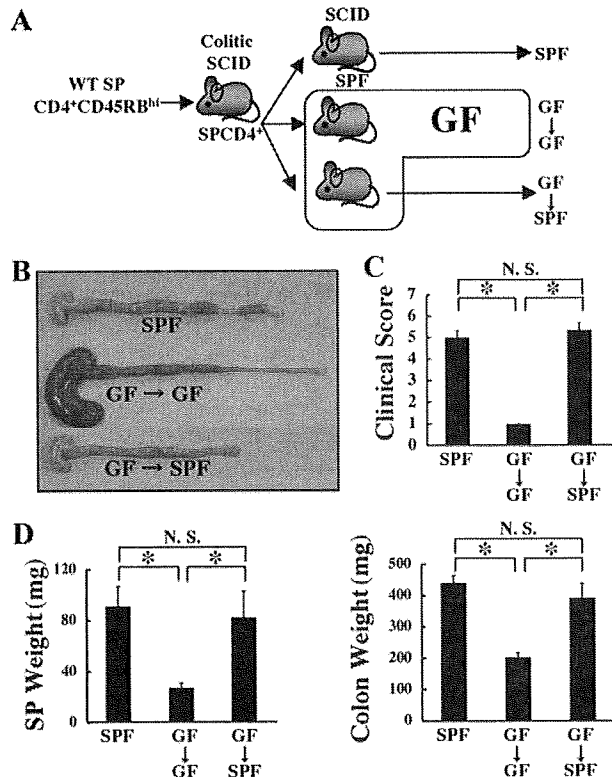 A
WT SP
CD4⁺CD45RBʰⁱ
Colitic
SCID
SPCD4⁺
SCID
SPF
SPF
GF
GF
↓
GF
GF
↓
SPF
B
SPF
GF → GF
GF → SPF
C
N. S.
* *
Clinical Score
7
6
5
4
3
2
1
0
SPF GF GF
↓ ↓
GF SPF
D
N. S.
* *
SP Weight (mg)
120
80
40
0
SPF GF GF
↓ ↓
GF SPF
N. S.
* *
Colon Weight (mg)
500
400
300
200
100
0
SPF GF GF
↓ ↓
GF SPF